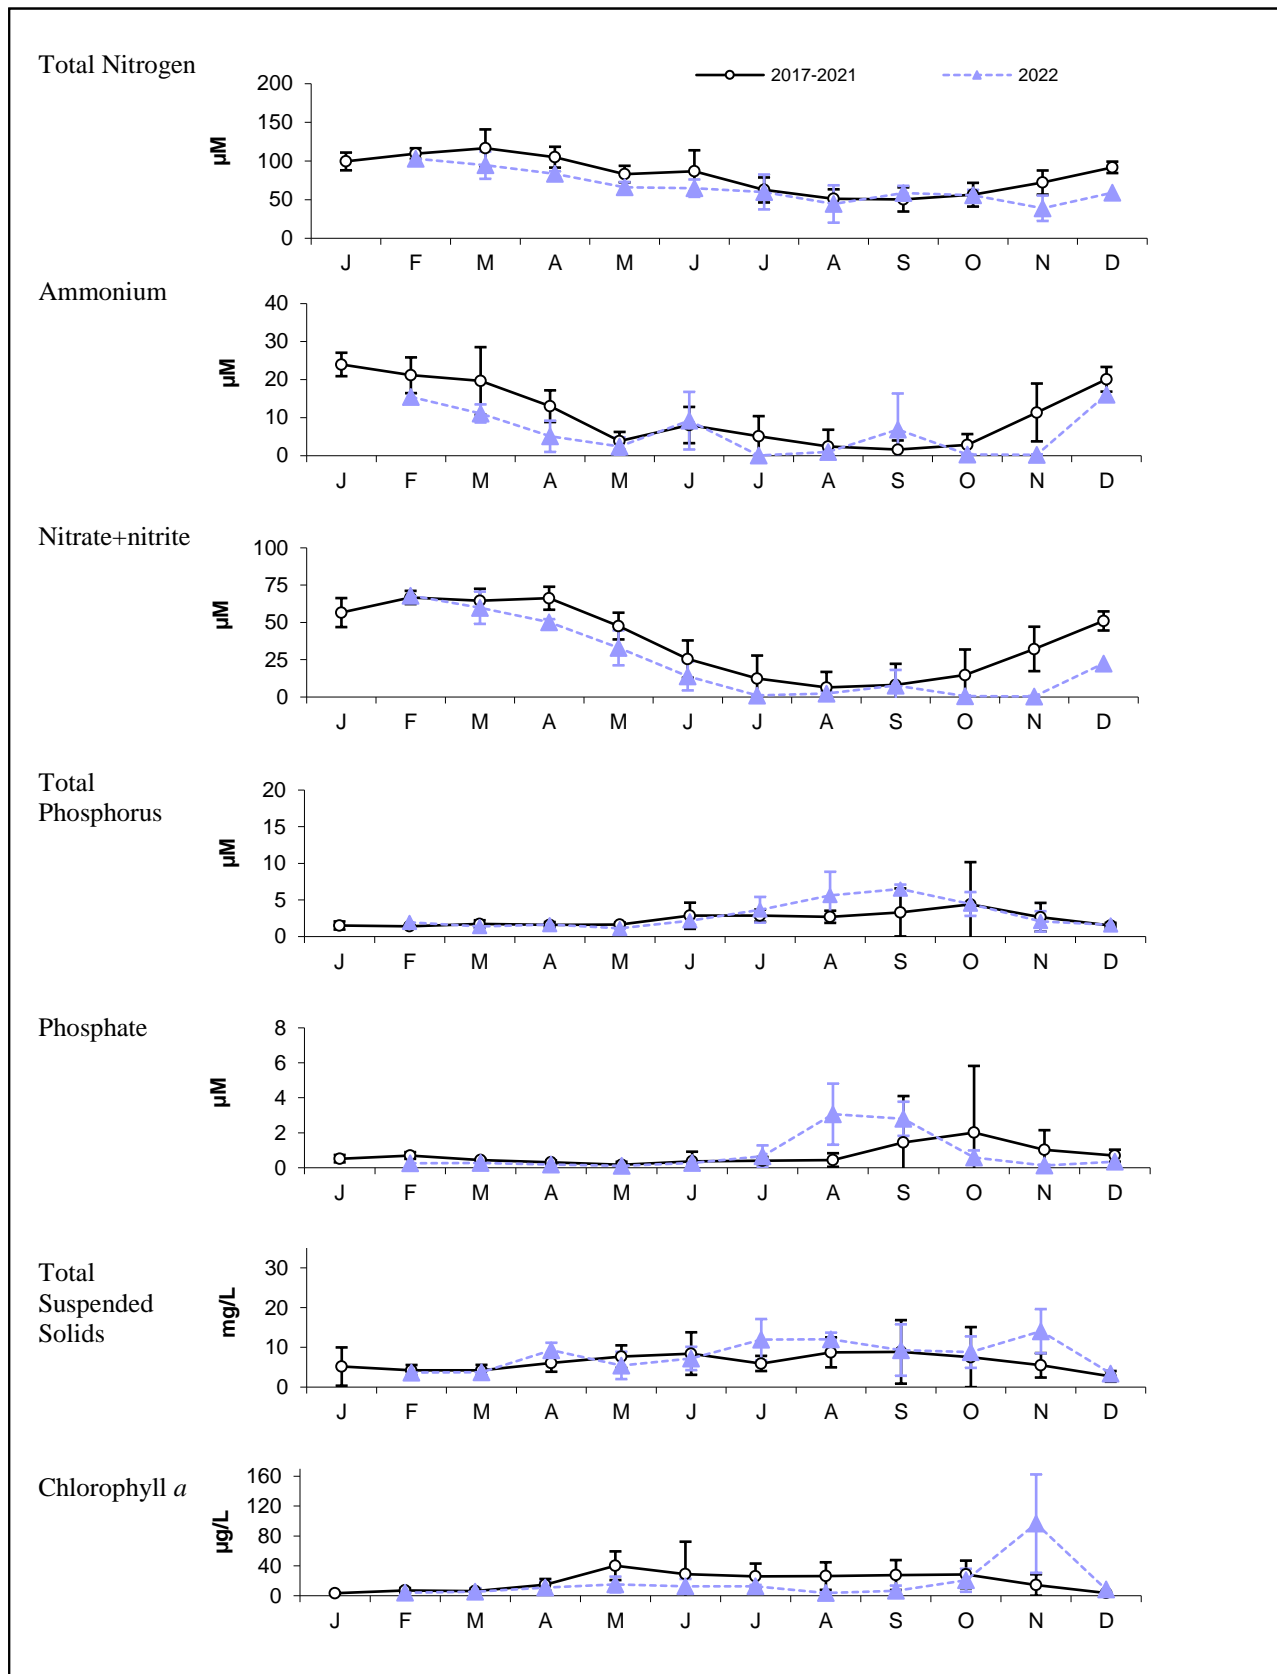 Total Nitrogen
2017-2021
2022
200
150
100
50
0
µM
J F M A M J J A S O N D
Ammonium
40
30
20
10
0
µM
J F M A M J J A S O N D
Nitrate+nitrite
100
75
50
25
0
µM
J F M A M J J A S O N D
Total
Phosphorus
20
15
10
5
0
µM
J F M A M J J A S O N D
Phosphate
8
6
4
2
0
µM
J F M A M J J A S O N D
Total
Suspended
Solids
30
20
10
0
mg/L
J F M A M J J A S O N D
Chlorophyll a
160
120
80
40
0
µg/L
J F M A M J J A S O N D